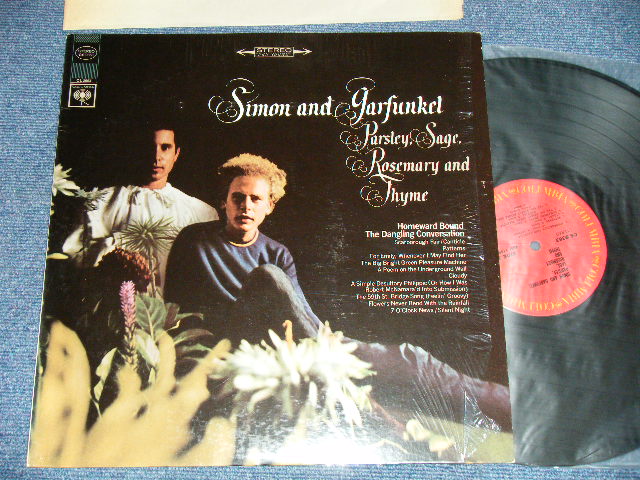 STEREO
COLUMBIA
Simon and Garfunkel
Parsley, Sage,
Rosemary and
Thyme
Homeward Bound
The Dangling Conversation
Scarborough Fair/Canticle
Patterns
For Emily, Whenever I May Find Her
The Big Bright Green Pleasure Machine
A Poem on the Underground Wall
Cloudy
A Simple Desultory Philippic (Or How I Was
Robert McNamara'd Into Submission)
The 59th St. Bridge Song (Feelin' Groovy)
Flowers Never Bend With the Rainfall
7 O'Clock News/Silent Night
COLUMBIA